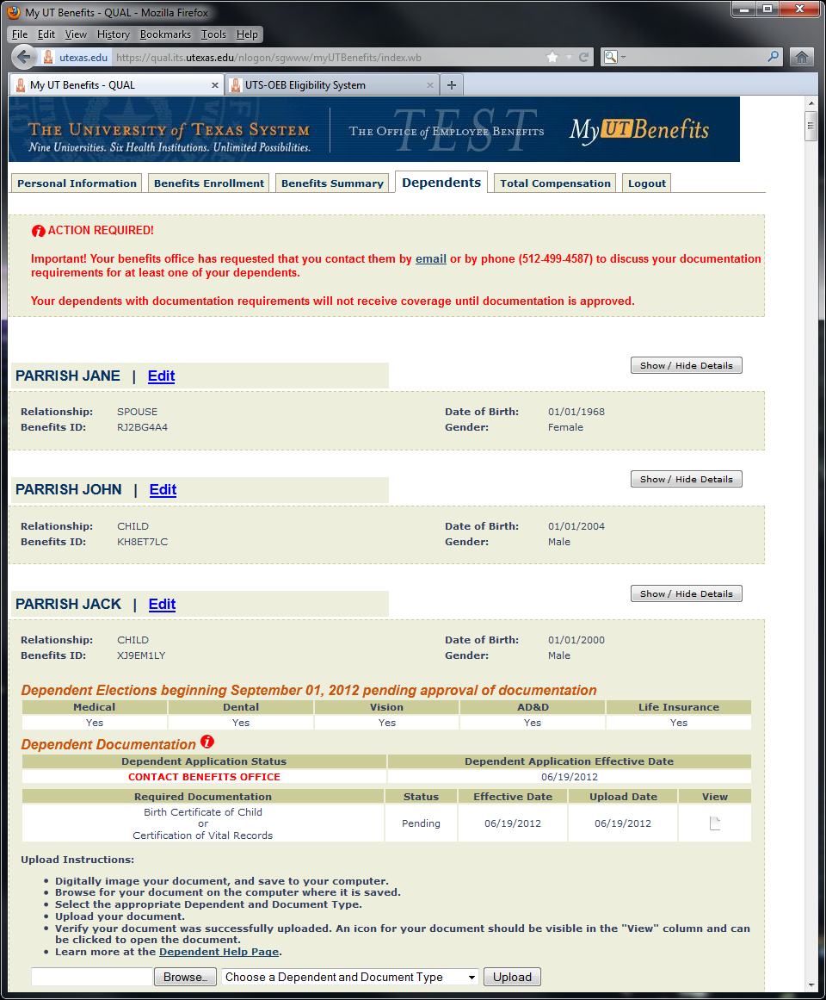 My UT Benefits - QUAL - Mozilla Firefox
File Edit View History Bookmarks Tools Help
utexas.edu https://qual.its.utexas.edu/nlogon/sgwww/myUTBenefits/index.wb
My UT Benefits - QUAL × UTS-OEB Eligibility System × +
THE UNIVERSITY of TEXAS SYSTEM
Nine Universities. Six Health Institutions. Unlimited Possibilities.
TEST
THE OFFICE of EMPLOYEE BENEFITS
My UT Benefits
Personal Information Benefits Enrollment Benefits Summary Dependents Total Compensation Logout
i ACTION REQUIRED!
Important! Your benefits office has requested that you contact them by email or by phone (512-499-4587) to discuss your documentation
requirements for at least one of your dependents.
Your dependents with documentation requirements will not receive coverage until documentation is approved.
PARRISH JANE | Edit Show / Hide Details
Relationship: SPOUSE Date of Birth: 01/01/1968
Benefits ID: RJ2BG4A4 Gender: Female
PARRISH JOHN | Edit Show / Hide Details
Relationship: CHILD Date of Birth: 01/01/2004
Benefits ID: KH8ET7LC Gender: Male
PARRISH JACK | Edit Show / Hide Details
Relationship: CHILD Date of Birth: 01/01/2000
Benefits ID: XJ9EM1LY Gender: Male
Dependent Elections beginning September 01, 2012 pending approval of documentation
Medical Dental Vision AD&D Life Insurance
Yes Yes Yes Yes Yes
Dependent Documentation i
Dependent Application Status Dependent Application Effective Date
CONTACT BENEFITS OFFICE 06/19/2012
Required Documentation Status Effective Date Upload Date View
Birth Certificate of Child
or
Certification of Vital Records
Pending 06/19/2012 06/19/2012
Upload Instructions:
• Digitally image your document, and save to your computer.
• Browse for your document on the computer where it is saved.
• Select the appropriate Dependent and Document Type.
• Upload your document.
• Verify your document was successfully uploaded. An icon for your document should be visible in the "View" column and can
be clicked to open the document.
• Learn more at the Dependent Help Page.
Browse... Choose a Dependent and Document Type Upload